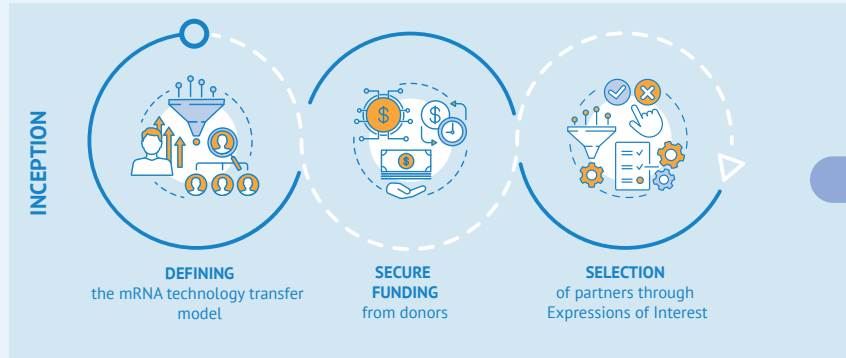 INCEPTION
DEFINING
the mRNA technology transfer
model
SECURE
FUNDING
from donors
SELECTION
of partners through
Expressions of Interest